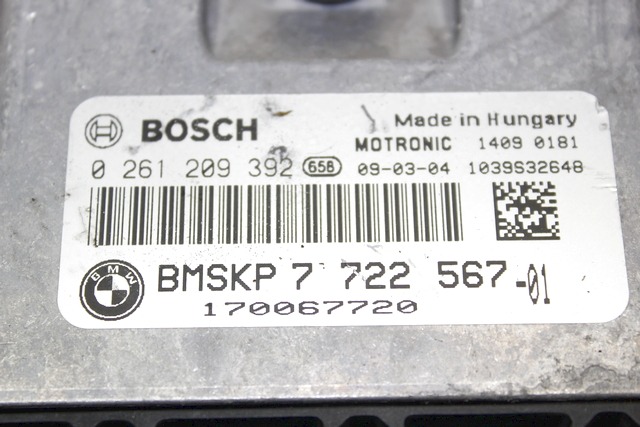 BOSCH
Made in Hungary
MOTRONIC 1409 0181
0 261 209 392 658 09-03-04 1039S32648
BMW BMSKP 7 722 567-01
170067720